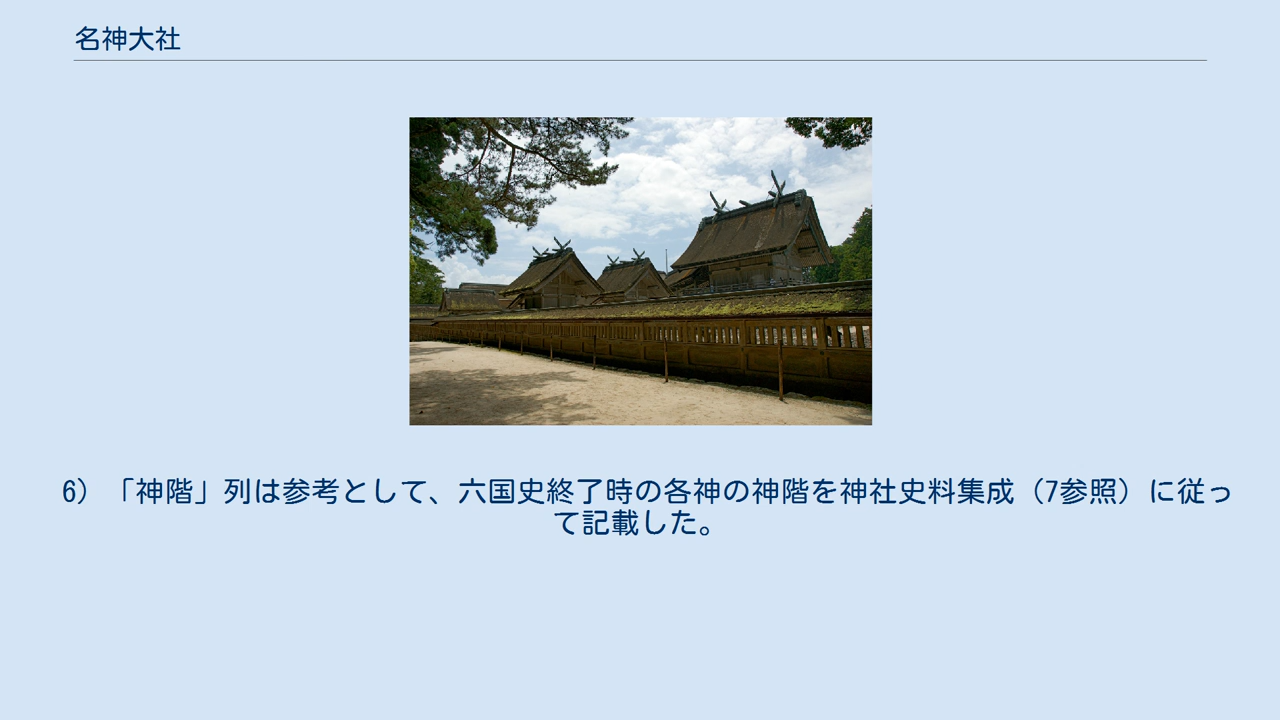 名神大社
6）「神階」列は参考として、六国史終了時の各神の神階を神社史料集成（7参照）に従っ
て記載した。